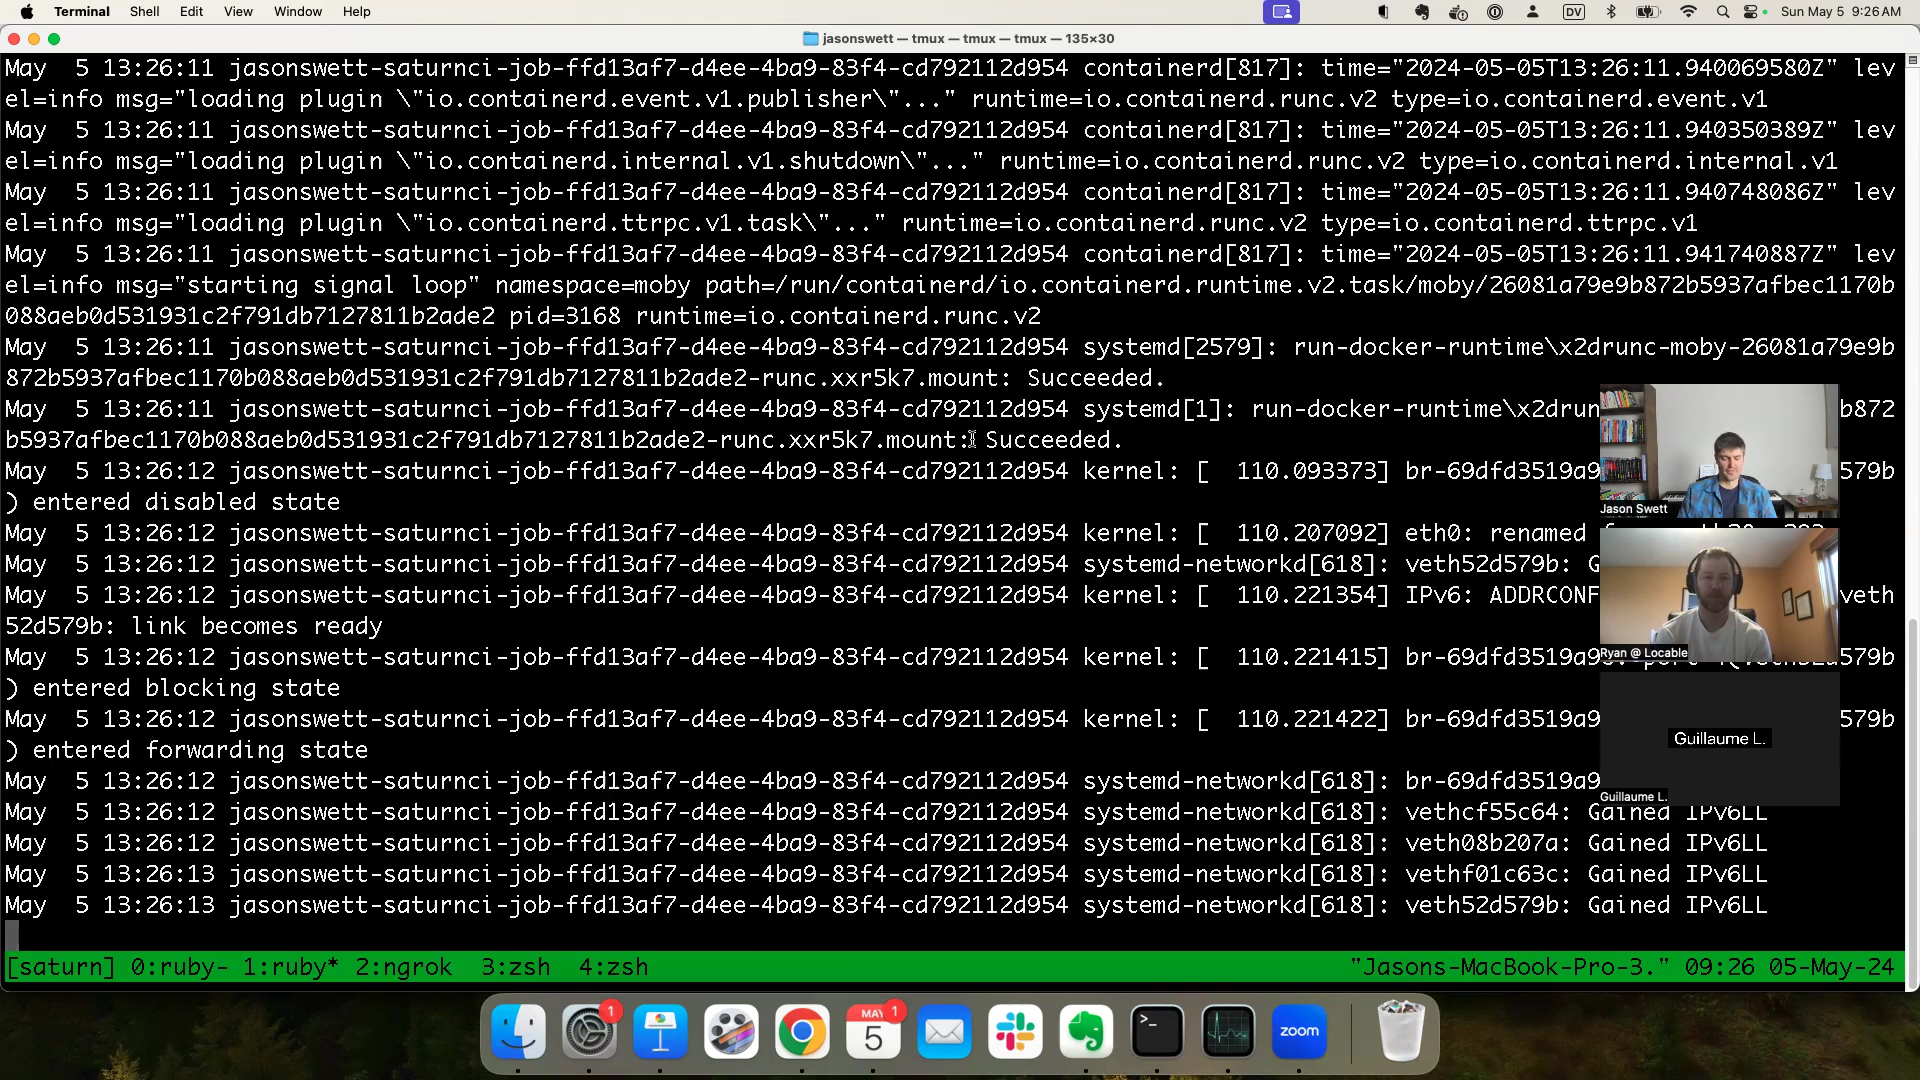 Terminal Shell Edit View Window Help DV Sun May 5 9:26 AM
jasonswett — tmux — tmux — tmux — 135×30
May  5 13:26:11 jasonswett-saturnci-job-ffd13af7-d4ee-4ba9-83f4-cd792112d954 containerd[817]: time="2024-05-05T13:26:11.940069580Z" lev
el=info msg="loading plugin \"io.containerd.event.v1.publisher\"..." runtime=io.containerd.runc.v2 type=io.containerd.event.v1
May  5 13:26:11 jasonswett-saturnci-job-ffd13af7-d4ee-4ba9-83f4-cd792112d954 containerd[817]: time="2024-05-05T13:26:11.940350389Z" lev
el=info msg="loading plugin \"io.containerd.internal.v1.shutdown\"..." runtime=io.containerd.runc.v2 type=io.containerd.internal.v1
May  5 13:26:11 jasonswett-saturnci-job-ffd13af7-d4ee-4ba9-83f4-cd792112d954 containerd[817]: time="2024-05-05T13:26:11.940748086Z" lev
el=info msg="loading plugin \"io.containerd.ttrpc.v1.task\"..." runtime=io.containerd.runc.v2 type=io.containerd.ttrpc.v1
May  5 13:26:11 jasonswett-saturnci-job-ffd13af7-d4ee-4ba9-83f4-cd792112d954 containerd[817]: time="2024-05-05T13:26:11.941740887Z" lev
el=info msg="starting signal loop" namespace=moby path=/run/containerd/io.containerd.runtime.v2.task/moby/26081a79e9b872b5937afbec1170b
088aeb0d531931c2f791db7127811b2ade2 pid=3168 runtime=io.containerd.runc.v2
May  5 13:26:11 jasonswett-saturnci-job-ffd13af7-d4ee-4ba9-83f4-cd792112d954 systemd[2579]: run-docker-runtime\x2drunc-moby-26081a79e9b
872b5937afbec1170b088aeb0d531931c2f791db7127811b2ade2-runc.xxr5k7.mount: Succeeded.
May  5 13:26:11 jasonswett-saturnci-job-ffd13af7-d4ee-4ba9-83f4-cd792112d954 systemd[1]: run-docker-runtime\x2drun b872
b5937afbec1170b088aeb0d531931c2f791db7127811b2ade2-runc.xxr5k7.mount: Succeeded.
May  5 13:26:12 jasonswett-saturnci-job-ffd13af7-d4ee-4ba9-83f4-cd792112d954 kernel: [  110.093373] br-69dfd3519a9 579b
) entered disabled state
May  5 13:26:12 jasonswett-saturnci-job-ffd13af7-d4ee-4ba9-83f4-cd792112d954 kernel: [  110.207092] eth0: renamed
May  5 13:26:12 jasonswett-saturnci-job-ffd13af7-d4ee-4ba9-83f4-cd792112d954 systemd-networkd[618]: veth52d579b: G
May  5 13:26:12 jasonswett-saturnci-job-ffd13af7-d4ee-4ba9-83f4-cd792112d954 kernel: [  110.221354] IPv6: ADDRCONF veth
52d579b: link becomes ready
May  5 13:26:12 jasonswett-saturnci-job-ffd13af7-d4ee-4ba9-83f4-cd792112d954 kernel: [  110.221415] br-69dfd3519a9 579b
) entered blocking state
May  5 13:26:12 jasonswett-saturnci-job-ffd13af7-d4ee-4ba9-83f4-cd792112d954 kernel: [  110.221422] br-69dfd3519a9 579b
) entered forwarding state
May  5 13:26:12 jasonswett-saturnci-job-ffd13af7-d4ee-4ba9-83f4-cd792112d954 systemd-networkd[618]: br-69dfd3519a9
May  5 13:26:12 jasonswett-saturnci-job-ffd13af7-d4ee-4ba9-83f4-cd792112d954 systemd-networkd[618]: vethcf55c64: Gained IPv6LL
May  5 13:26:12 jasonswett-saturnci-job-ffd13af7-d4ee-4ba9-83f4-cd792112d954 systemd-networkd[618]: veth08b207a: Gained IPv6LL
May  5 13:26:13 jasonswett-saturnci-job-ffd13af7-d4ee-4ba9-83f4-cd792112d954 systemd-networkd[618]: vethf01c63c: Gained IPv6LL
May  5 13:26:13 jasonswett-saturnci-job-ffd13af7-d4ee-4ba9-83f4-cd792112d954 systemd-networkd[618]: veth52d579b: Gained IPv6LL
Jason Swett
Ryan @ Locable
Guillaume L.
Guillaume L.
[saturn] 0:ruby- 1:ruby* 2:ngrok  3:zsh  4:zsh "Jasons-MacBook-Pro-3." 09:26 05-May-24
1
MAY 1
5
>_
zoom